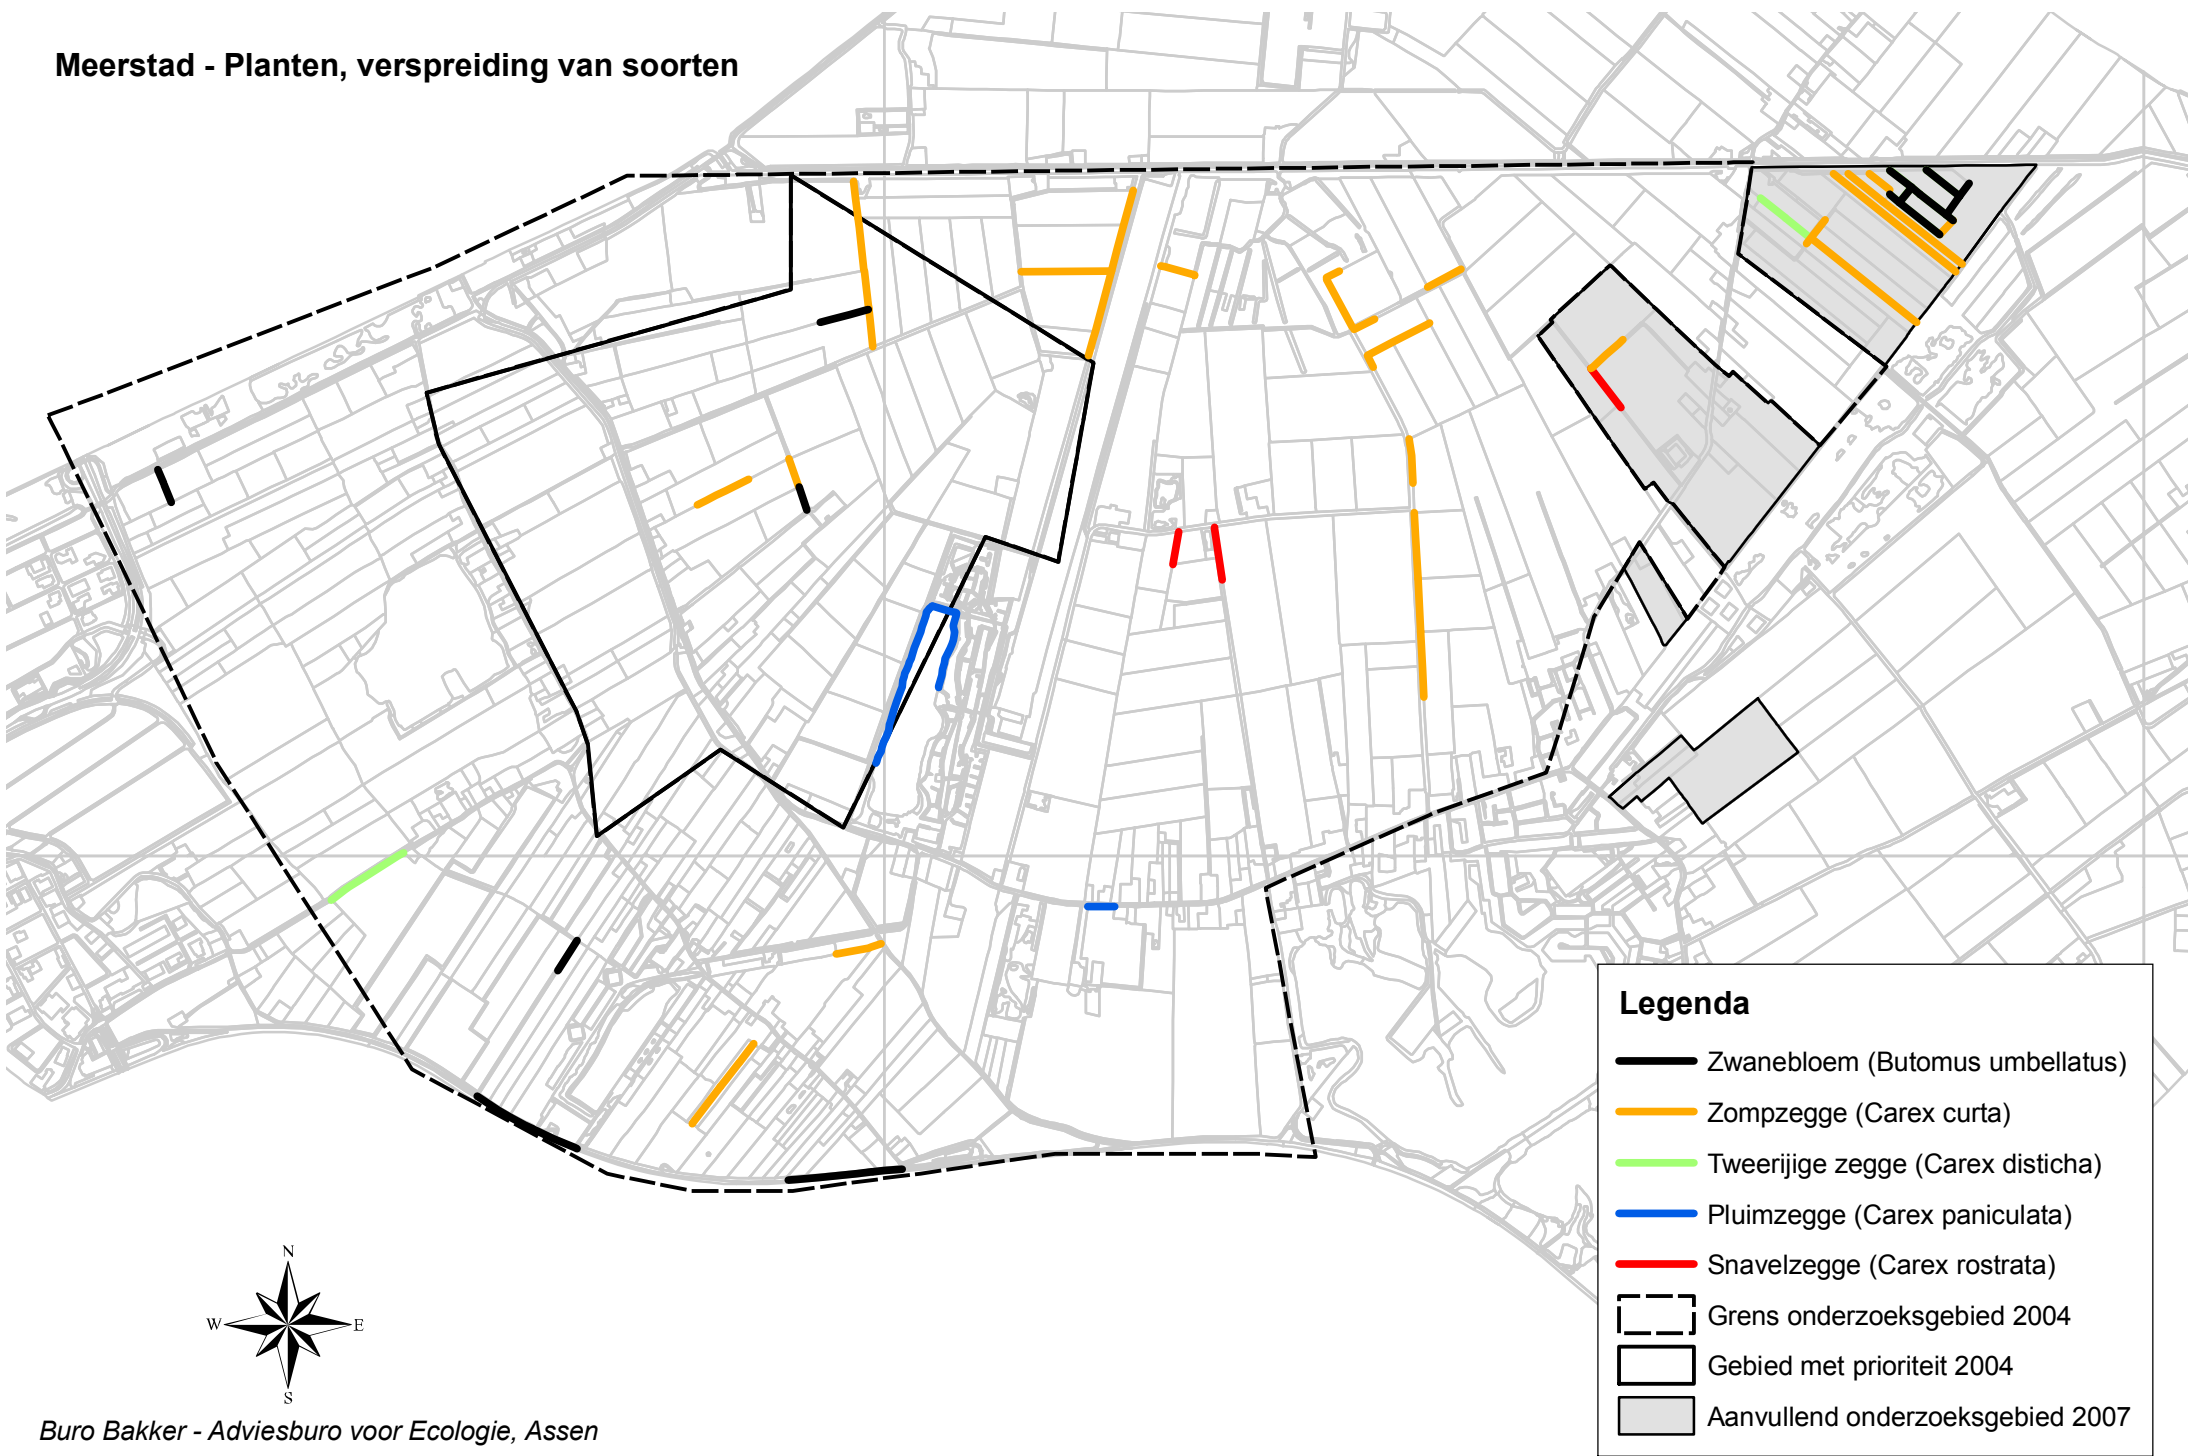 Meerstad - Planten, verspreiding van soorten
Legenda
Zwanebloem (Butomus umbellatus)
Zompzegge (Carex curta)
Tweerijige zegge (Carex disticha)
Pluimzegge (Carex paniculata)
Snavelzegge (Carex rostrata)
Grens onderzoeksgebied 2004
Gebied met prioriteit 2004
Aanvullend onderzoeksgebied 2007
N
W E
S
Buro Bakker - Adviesburo voor Ecologie, Assen